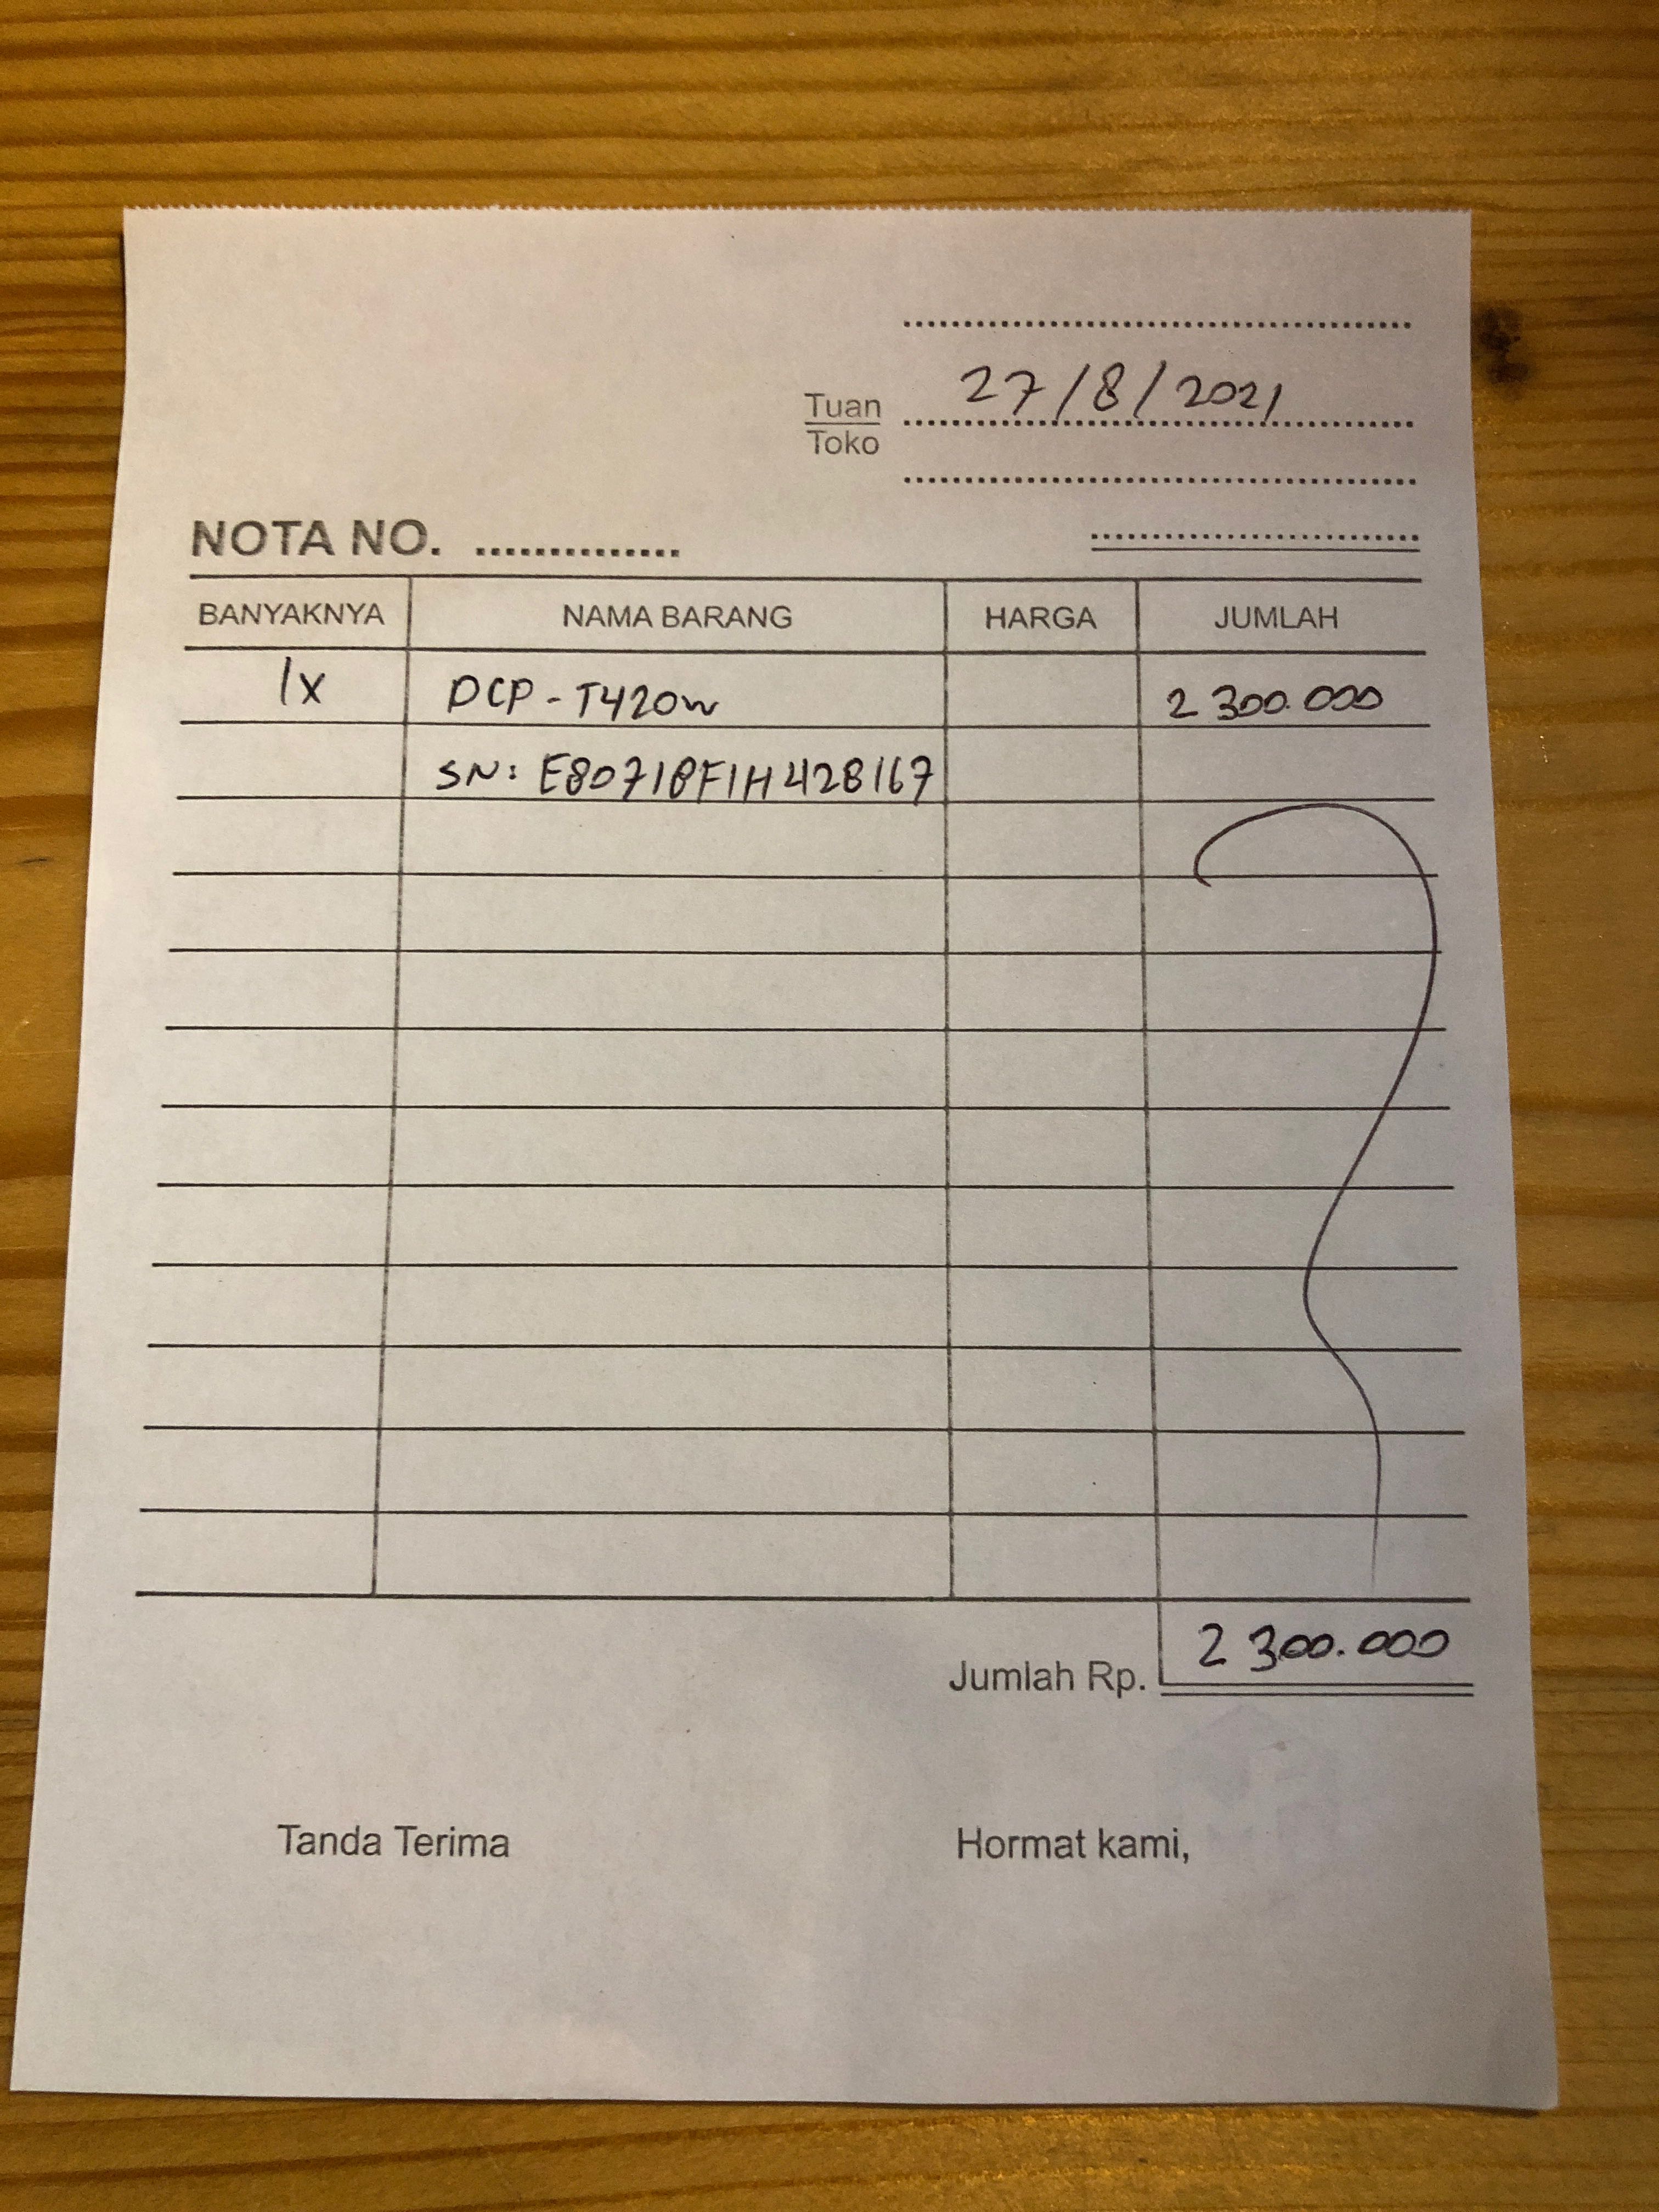 27/8/2021
Tuan
Toko
NOTA NO. ..............
BANYAKNYA NAMA BARANG HARGA JUMLAH
1x DCP-T420w 2 300.000
SN: E80718F1H428167
Jumlah Rp. 2 300.000
Tanda Terima Hormat kami,